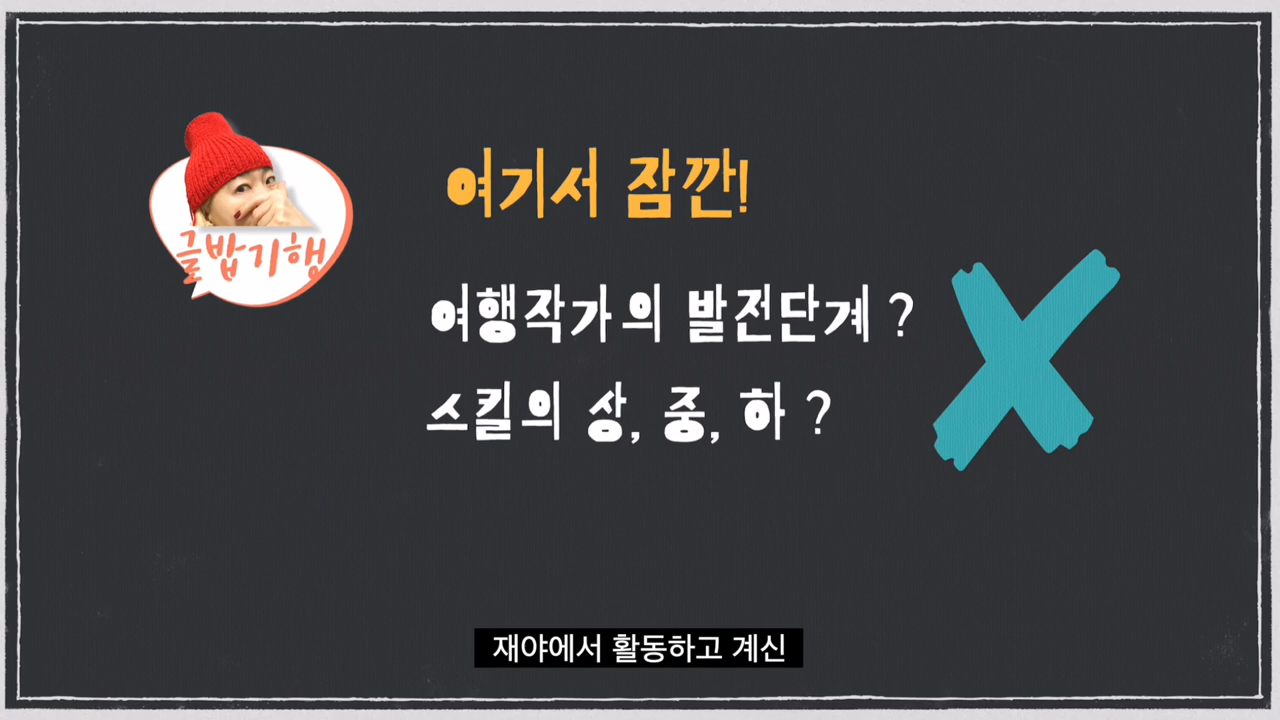 글밥기행
여기서 잠깐!
여행작가의 발전단계 ?
스킬의 상, 중, 하 ?
재야에서 활동하고 계신